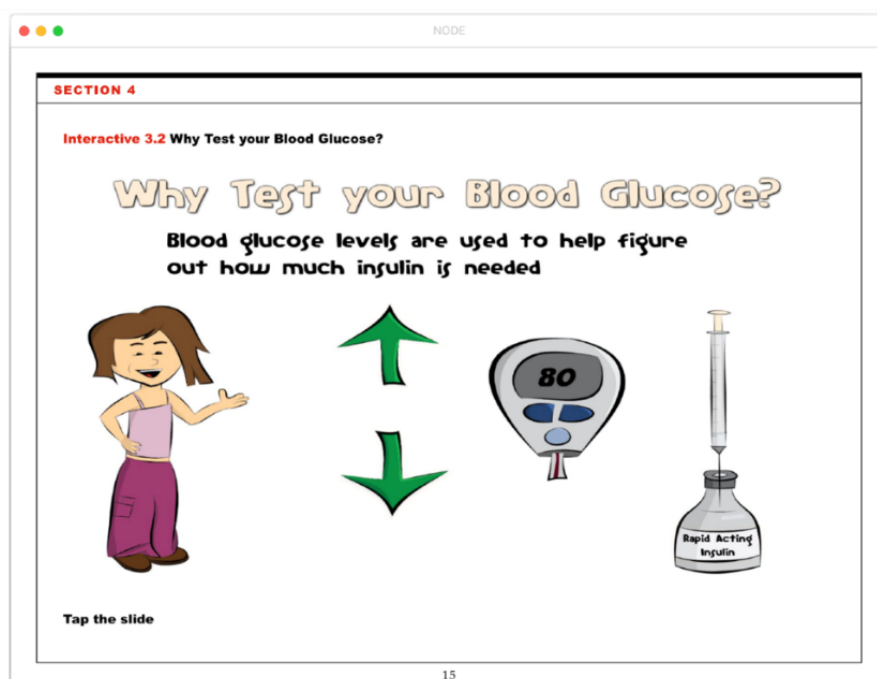 NODE
SECTION 4
Interactive 3.2 Why Test your Blood Glucose?
Why Test your Blood Glucose?
Blood glucose levels are used to help figure
out how much insulin is needed
80
Rapid Acting
Insulin
Tap the slide
15